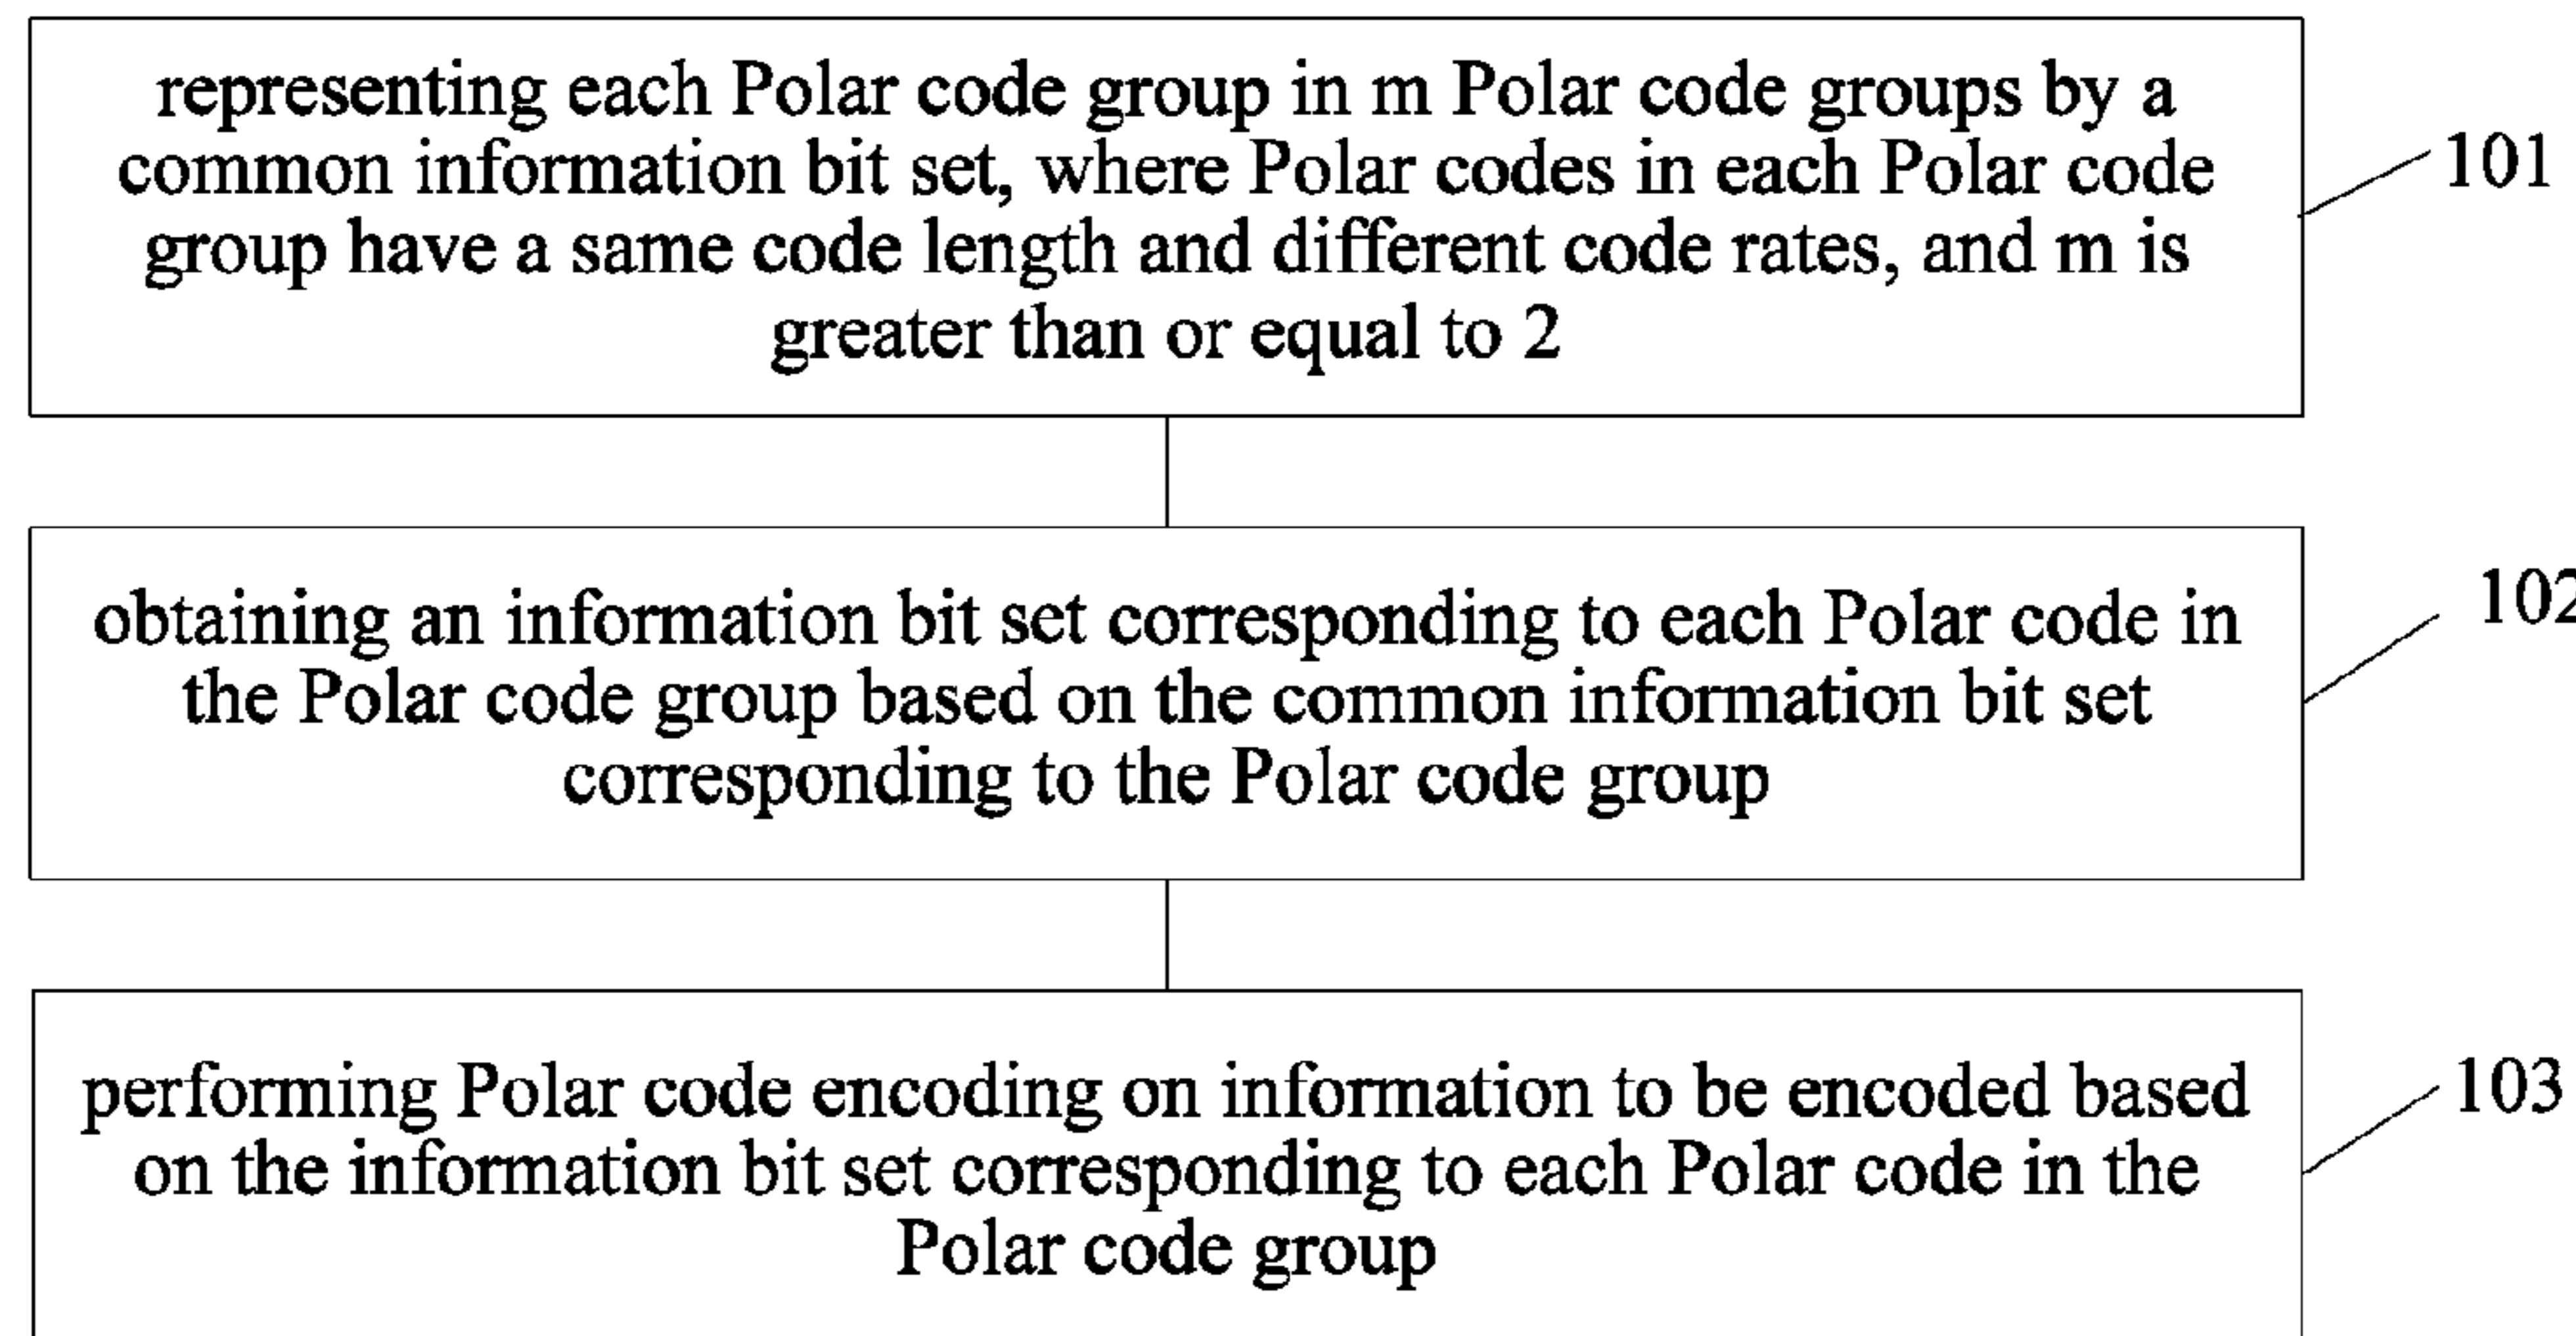 representing each Polar code group in m Polar code groups by a
common information bit set, where Polar codes in each Polar code
group have a same code length and different code rates, and m is
greater than or equal to 2
101
obtaining an information bit set corresponding to each Polar code in
the Polar code group based on the common information bit set
corresponding to the Polar code group
102
performing Polar code encoding on information to be encoded based
on the information bit set corresponding to each Polar code in the
Polar code group
103